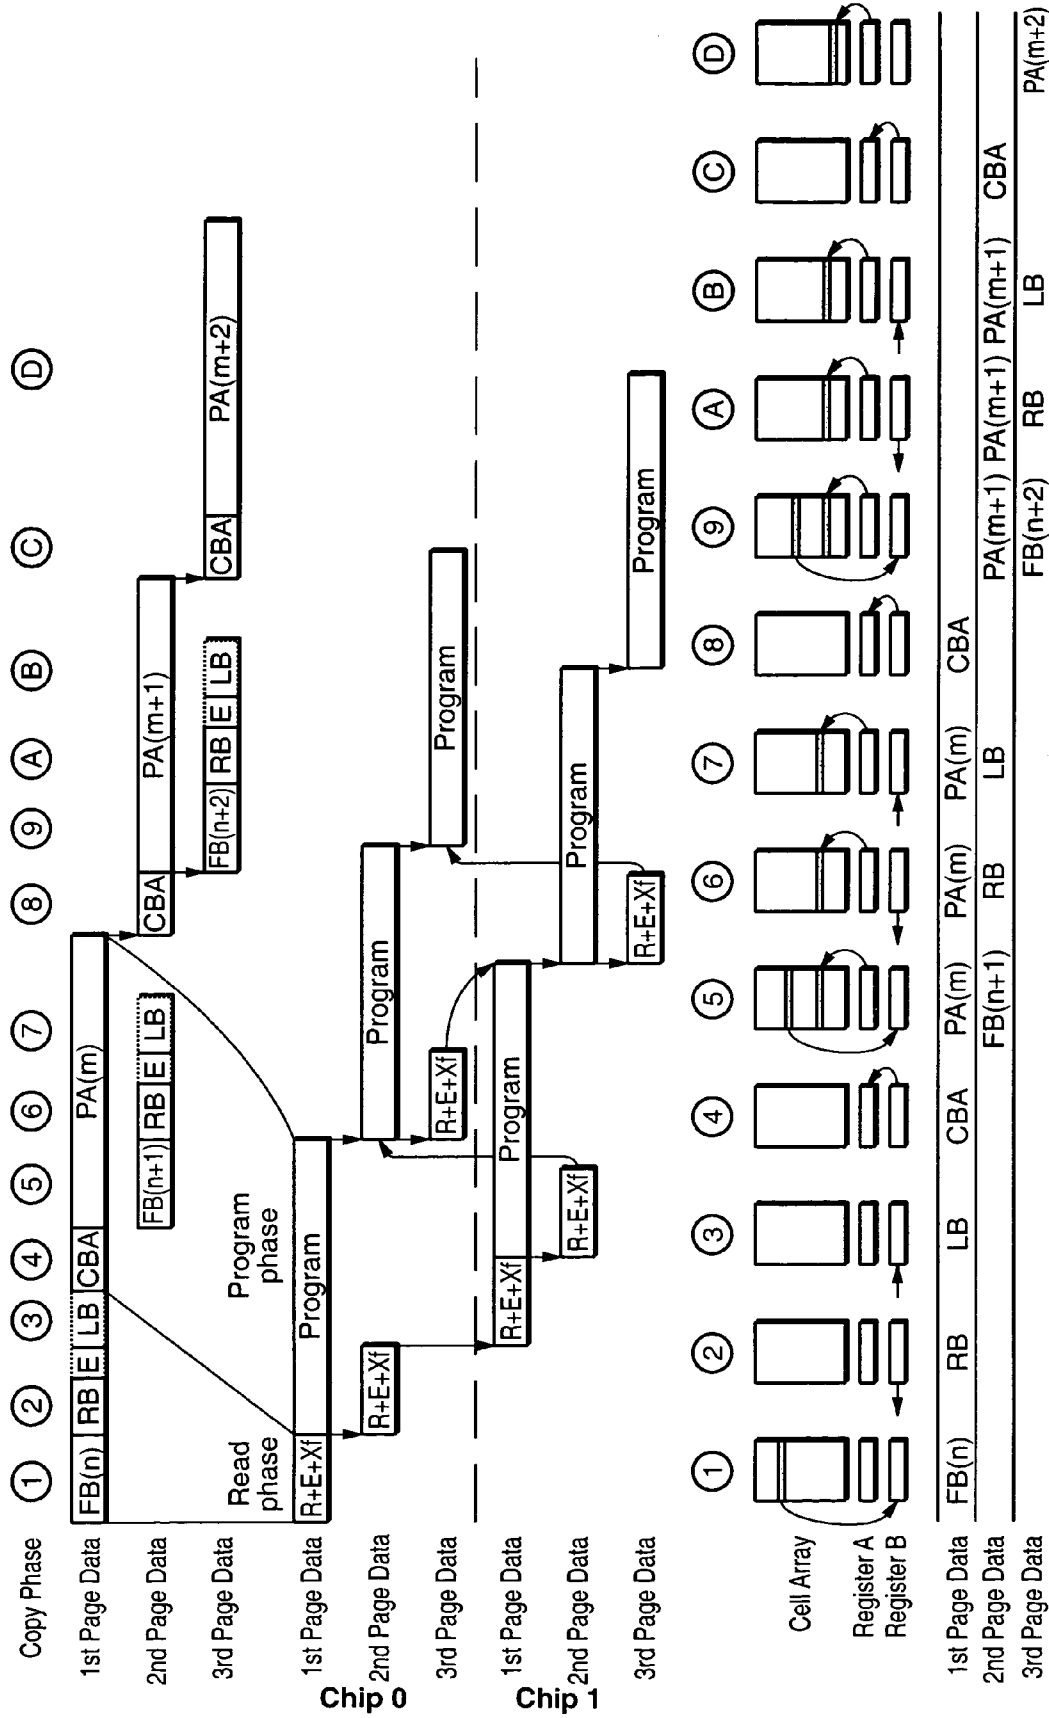 Copy Phase ① ② ③ ④ ⑤ ⑥ ⑦ ⑧ ⑨ Ⓐ Ⓑ Ⓒ Ⓓ
1st Page Data FB(n) RB E LB CBA PA(m)
2nd Page Data FB(n+1) RB E LB CBA PA(m+1)
3rd Page Data FB(n+2) RB E LB CBA PA(m+2)
Read phase
Program phase
Chip 0
1st Page Data R+E+Xf Program
2nd Page Data R+E+Xf Program
3rd Page Data R+E+Xf Program
Chip 1
1st Page Data R+E+Xf Program
2nd Page Data R+E+Xf Program
3rd Page Data R+E+Xf Program
① ② ③ ④ ⑤ ⑥ ⑦ ⑧ ⑨ Ⓐ Ⓑ Ⓒ Ⓓ
Cell Array
Register A
Register B
1st Page Data FB(n) RB LB CBA PA(m) PA(m) PA(m) CBA
2nd Page Data FB(n+1) RB LB PA(m+1) PA(m+1) PA(m+1) CBA
3rd Page Data FB(n+2) RB LB PA(m+2)